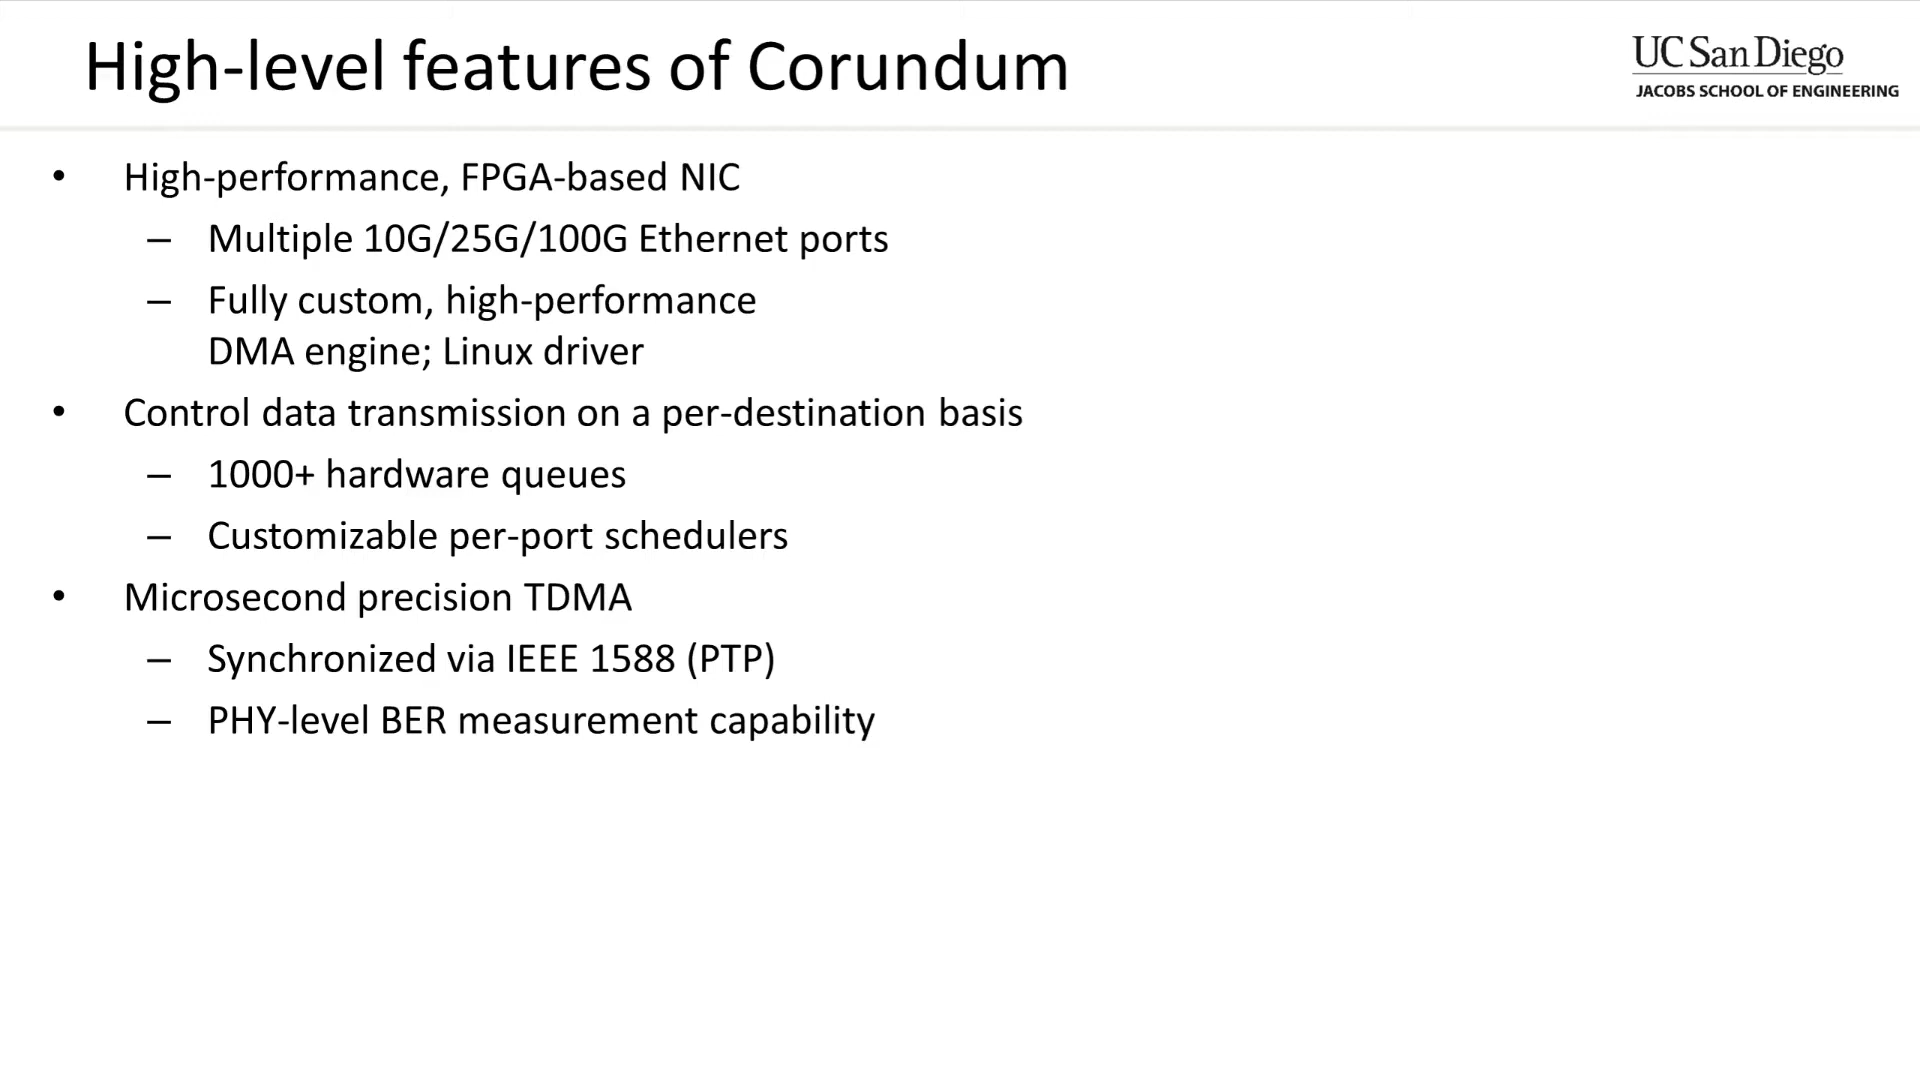 High-level features of Corundum
UC San Diego
JACOBS SCHOOL OF ENGINEERING
• High-performance, FPGA-based NIC
– Multiple 10G/25G/100G Ethernet ports
– Fully custom, high-performance
DMA engine; Linux driver
• Control data transmission on a per-destination basis
– 1000+ hardware queues
– Customizable per-port schedulers
• Microsecond precision TDMA
– Synchronized via IEEE 1588 (PTP)
– PHY-level BER measurement capability